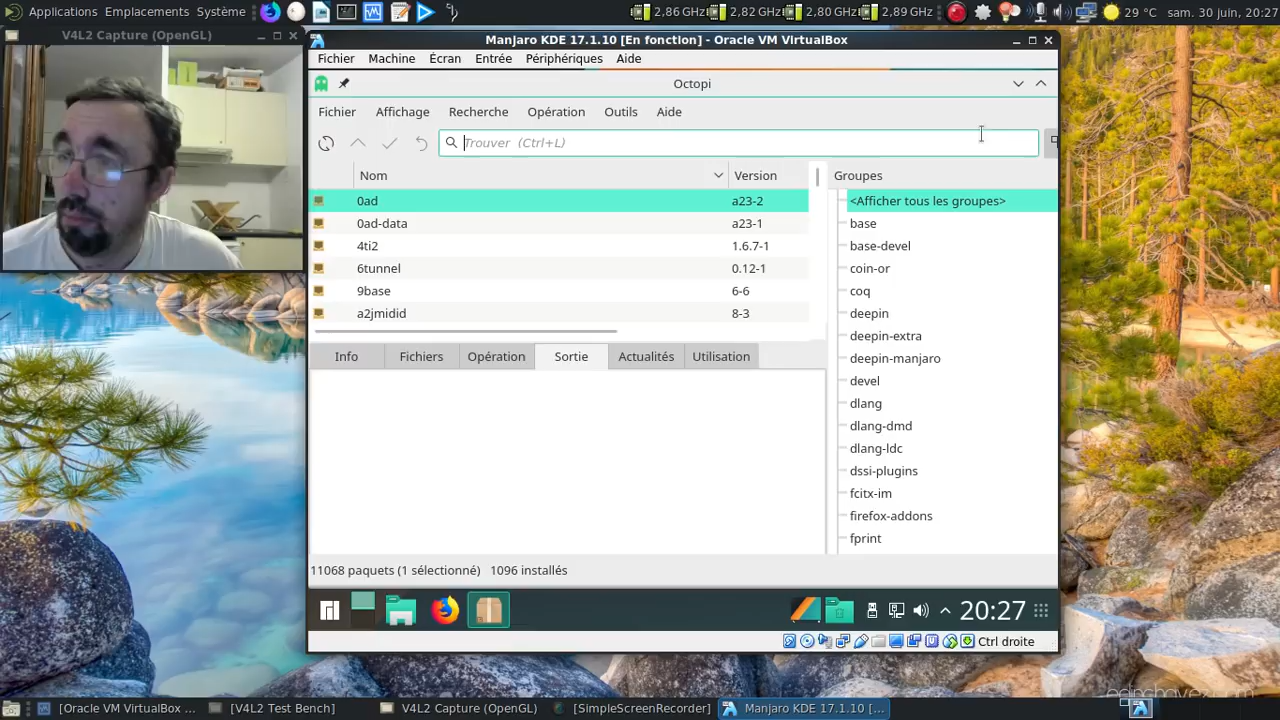 Applications Emplacements Système 2,86 GHz 2,82 GHz 2,80 GHz 2,89 GHz 29 °C sam. 30 juin, 20:27
V4L2 Capture (OpenGL)
Manjaro KDE 17.1.10 [En fonction] - Oracle VM VirtualBox
Fichier Machine Écran Entrée Périphériques Aide
Octopi
Fichier Affichage Recherche Opération Outils Aide
Trouver (Ctrl+L)
Nom Version Groupes
0ad a23-2 <Afficher tous les groupes>
0ad-data a23-1 base
4ti2 1.6.7-1 base-devel
6tunnel 0.12-1 coin-or
9base 6-6 coq
a2jmidid 8-3 deepin
deepin-extra
Info Fichiers Opération Sortie Actualités Utilisation deepin-manjaro
devel
dlang
dlang-dmd
dlang-ldc
dssi-plugins
fcitx-im
firefox-addons
fprint
11068 paquets (1 sélectionné) 1096 installés
20:27
Ctrl droite
[Oracle VM VirtualBox ... [V4L2 Test Bench] V4L2 Capture (OpenGL) [SimpleScreenRecorder] Manjaro KDE 17.1.10 [...